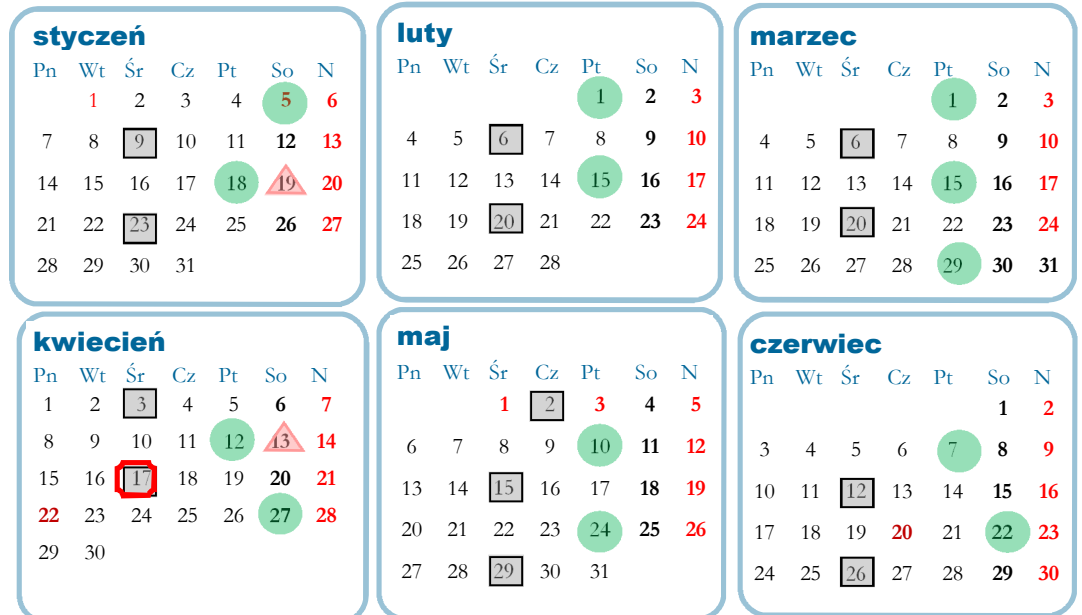 styczeń
Pn Wt Śr Cz Pt So N
1 2 3 4 5 6
7 8 9 10 11 12 13
14 15 16 17 18 19 20
21 22 23 24 25 26 27
28 29 30 31
luty
Pn Wt Śr Cz Pt So N
1 2 3
4 5 6 7 8 9 10
11 12 13 14 15 16 17
18 19 20 21 22 23 24
25 26 27 28
marzec
Pn Wt Śr Cz Pt So N
1 2 3
4 5 6 7 8 9 10
11 12 13 14 15 16 17
18 19 20 21 22 23 24
25 26 27 28 29 30 31
kwiecień
Pn Wt Śr Cz Pt So N
1 2 3 4 5 6 7
8 9 10 11 12 13 14
15 16 17 18 19 20 21
22 23 24 25 26 27 28
29 30
maj
Pn Wt Śr Cz Pt So N
1 2 3 4 5
6 7 8 9 10 11 12
13 14 15 16 17 18 19
20 21 22 23 24 25 26
27 28 29 30 31
czerwiec
Pn Wt Śr Cz Pt So N
1 2
3 4 5 6 7 8 9
10 11 12 13 14 15 16
17 18 19 20 21 22 23
24 25 26 27 28 29 30